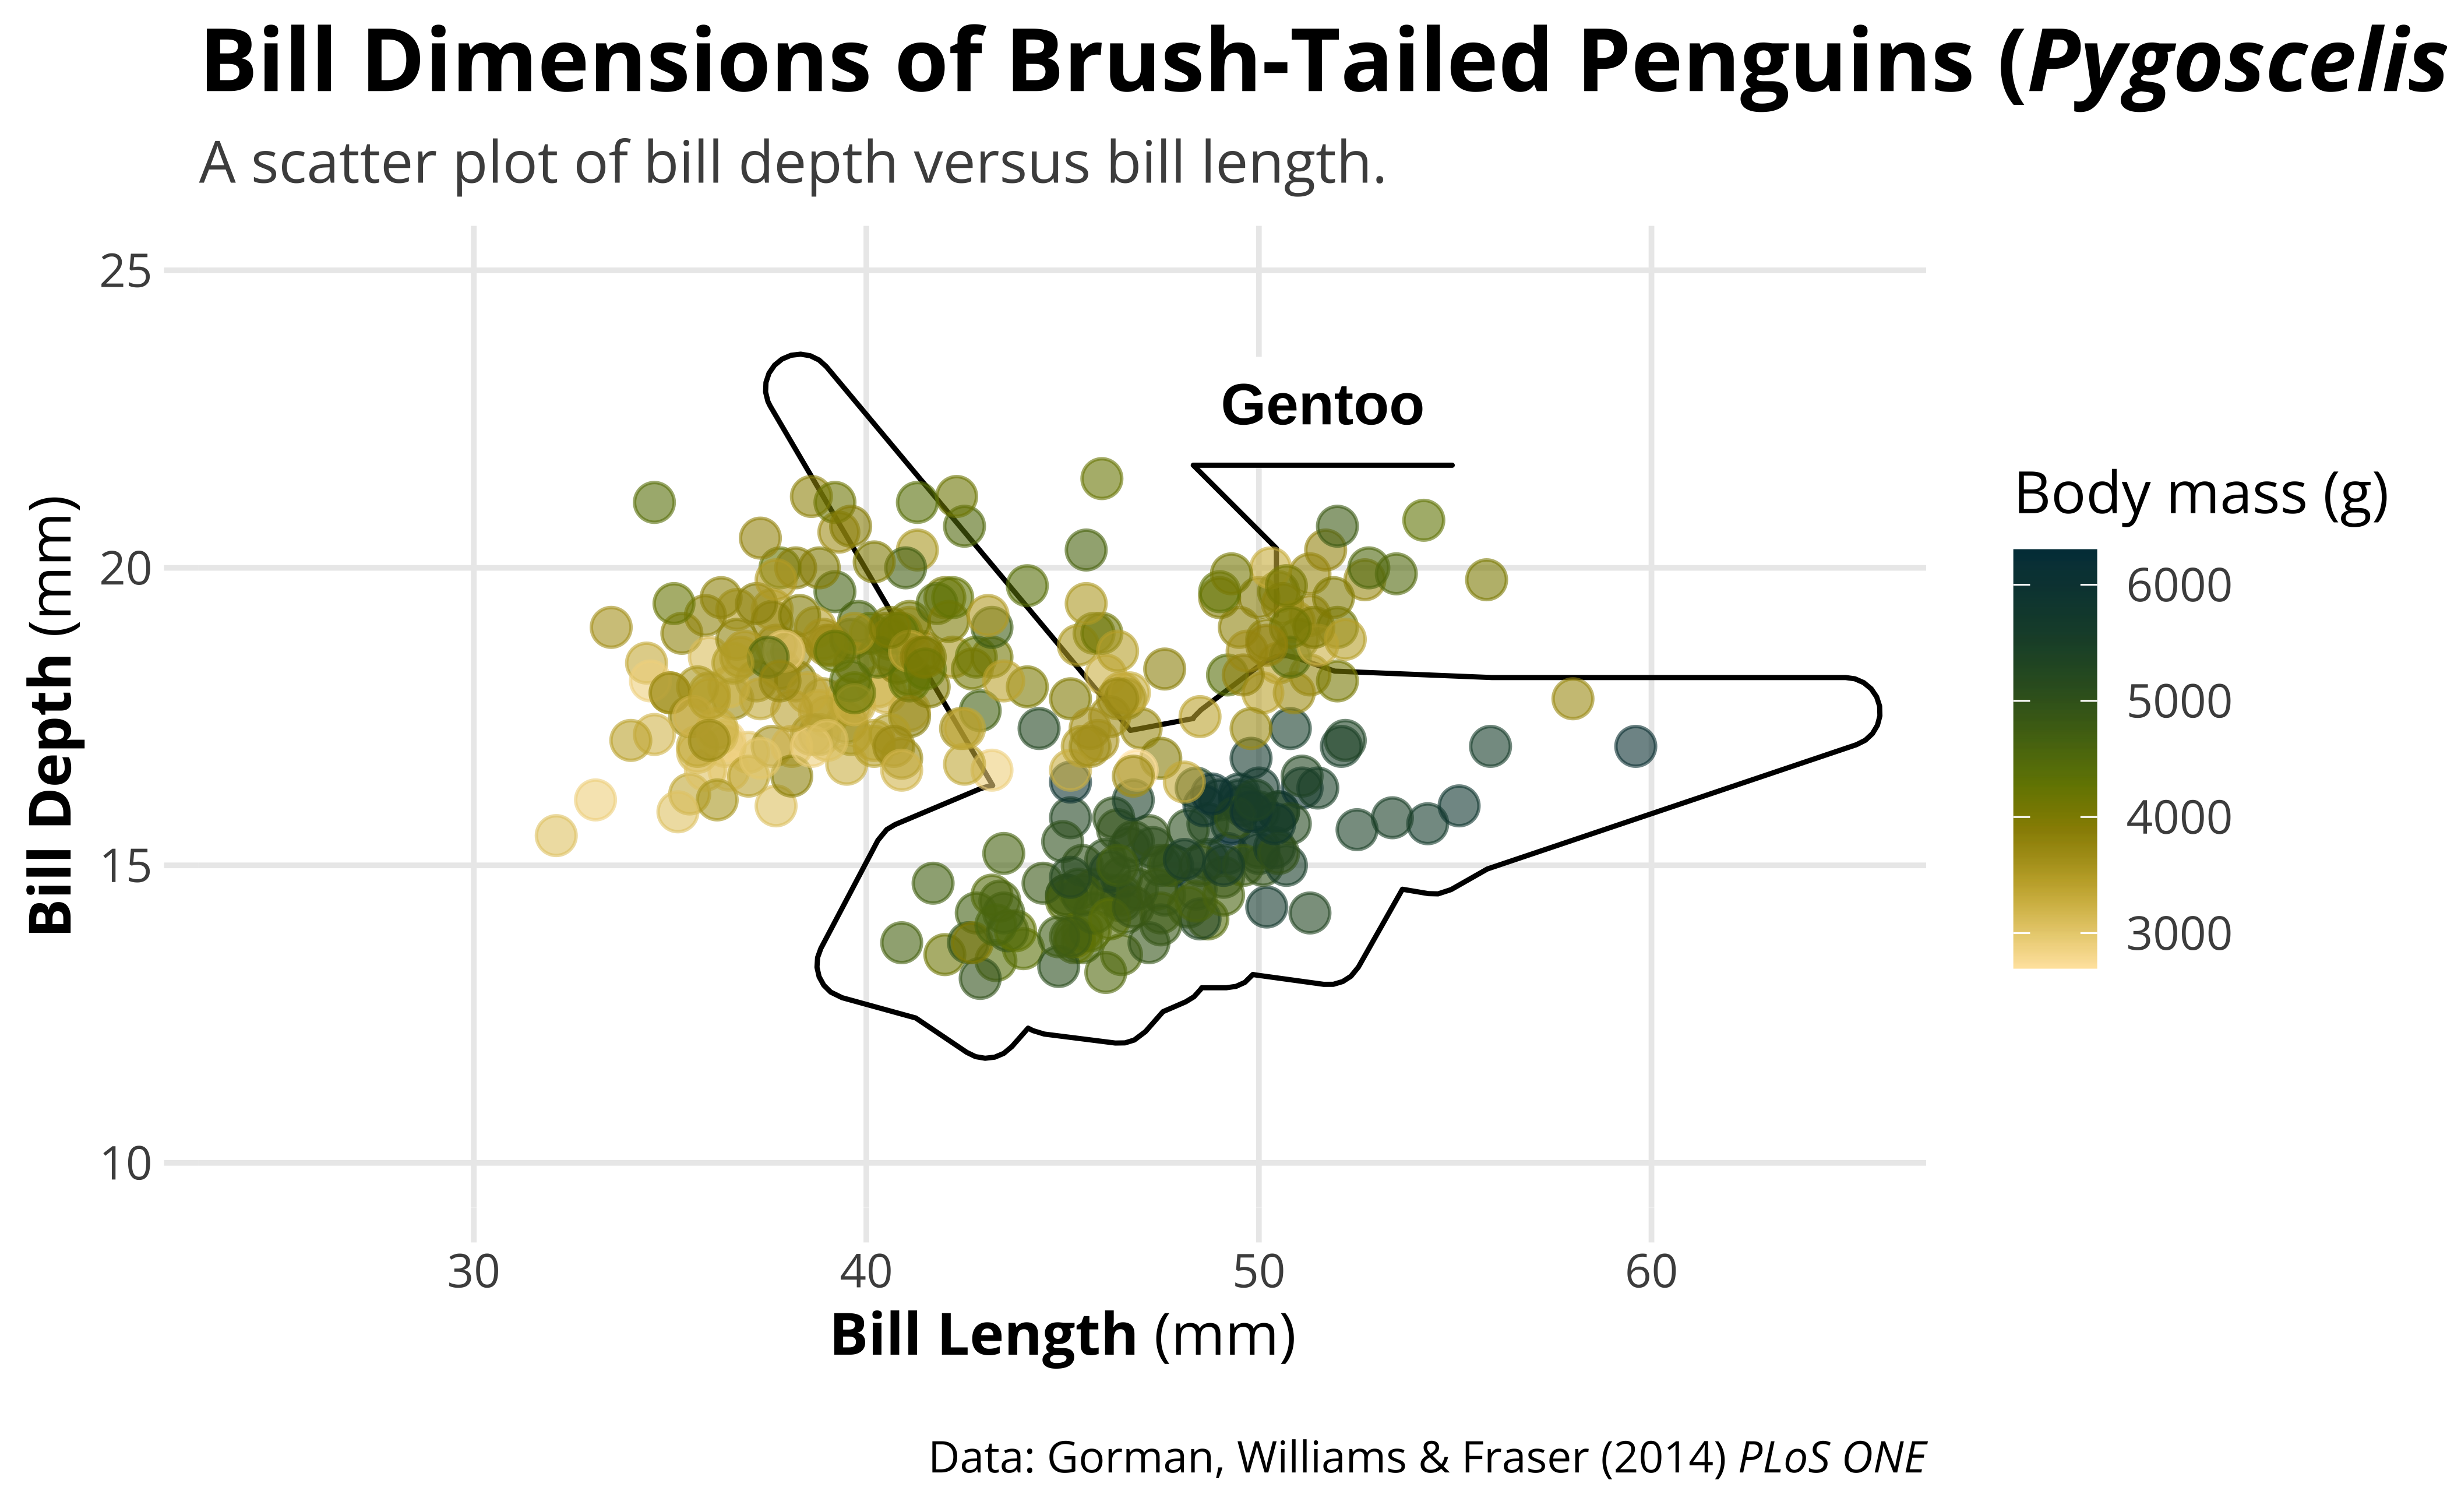 Bill Dimensions of Brush-Tailed Penguins (Pygoscelis
A scatter plot of bill depth versus bill length.
25
20
15
10
Bill Depth (mm)
Gentoo
Body mass (g)
6000
5000
4000
3000
30 40 50 60
Bill Length (mm)
Data: Gorman, Williams & Fraser (2014) PLoS ONE